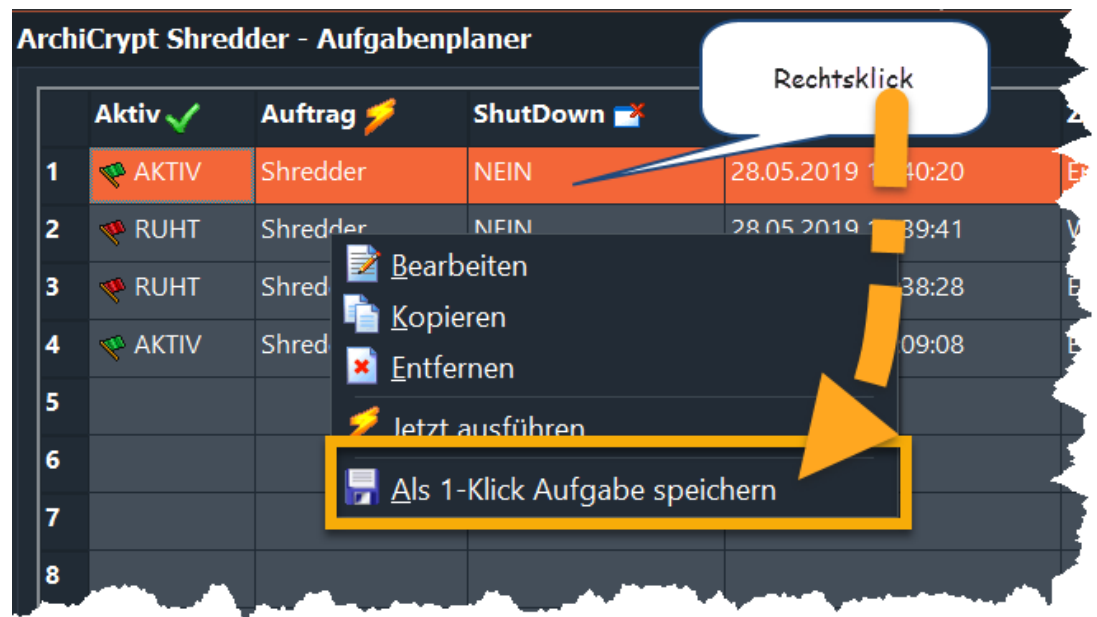 ArchiCrypt Shredder - Aufgabenplaner
Rechtsklick
Aktiv Auftrag ShutDown
1 AKTIV Shredder NEIN 28.05.2019 40:20
2 RUHT Shredder NEIN 28.05.2019 39:41
3 RUHT 38:28
4 AKTIV 09:08
5
6
7
8
Bearbeiten
Kopieren
Entfernen
Jetzt ausführen
Als 1-Klick Aufgabe speichern